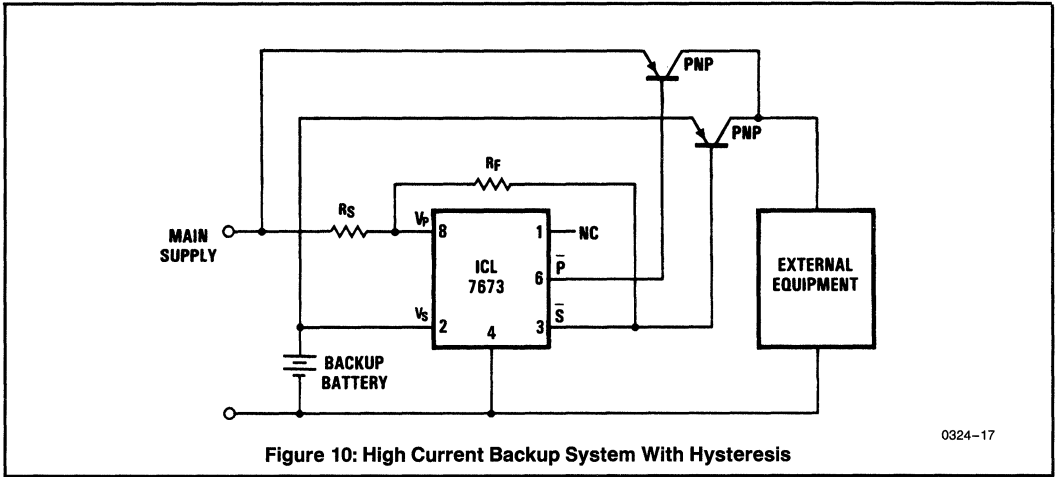 PNP
PNP
RF
RS
MAIN
SUPPLY
VP
8
1
NC
ICL
7673
P̅
6
VS
2
4
3
S̅
EXTERNAL
EQUIPMENT
BACKUP
BATTERY
0324–17
Figure 10: High Current Backup System With Hysteresis